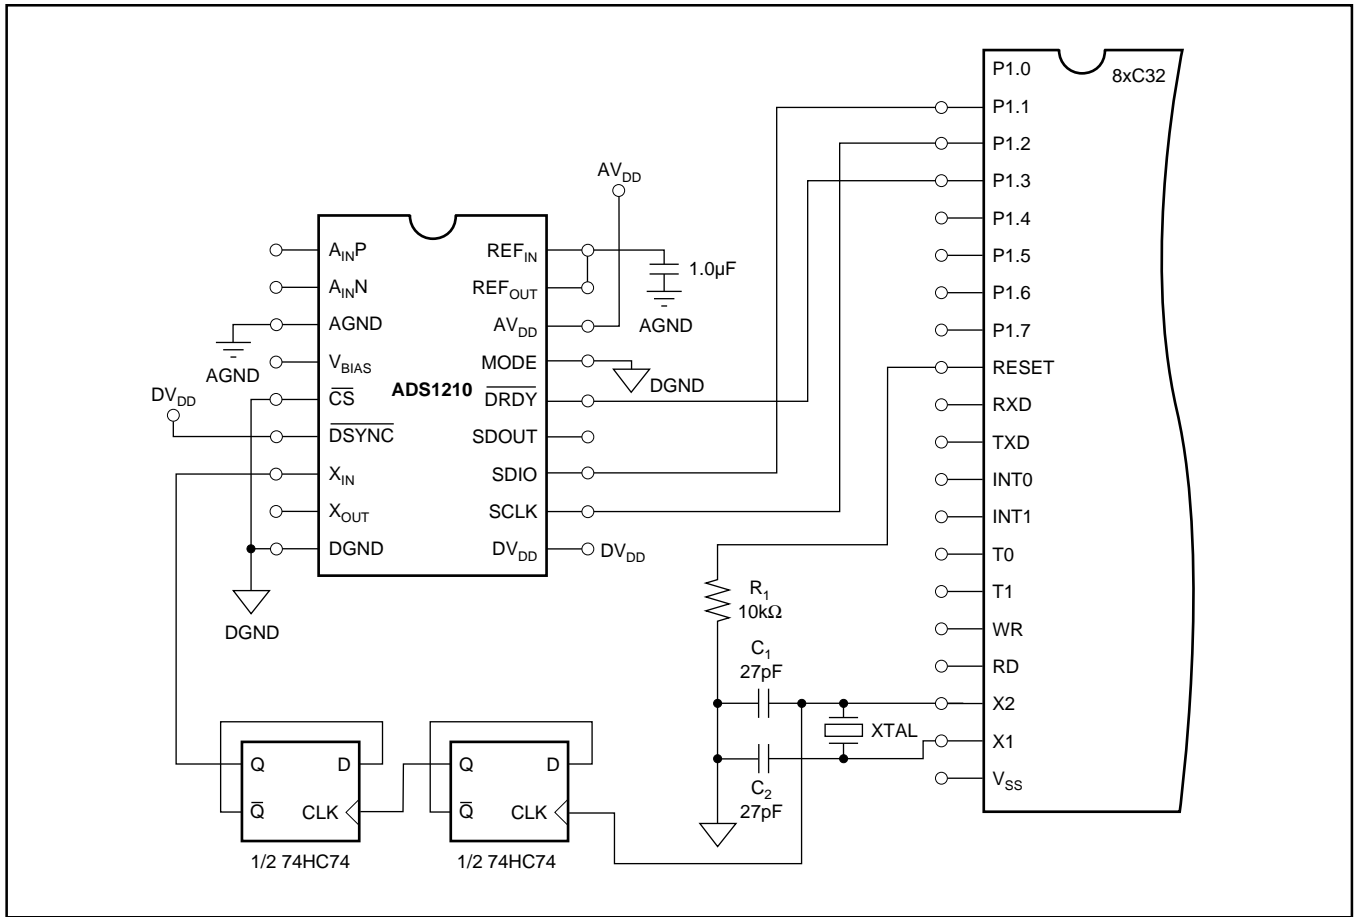 8xC32
P1.0
P1.1
P1.2
P1.3
P1.4
P1.5
P1.6
P1.7
RESET
RXD
TXD
INT0
INT1
T0
T1
WR
RD
X2
X1
VSS
AVDD
ADS1210
AINP
AINN
AGND
VBIAS
C̅S̅
D̅S̅Y̅N̅C̅
XIN
XOUT
DGND
REFIN
REFOUT
AVDD
MODE
D̅R̅D̅Y̅
SDOUT
SDIO
SCLK
DVDD
1.0µF
AGND
DGND
DVDD
AGND
DVDD
DGND
R1
10kΩ
C1
27pF
XTAL
C2
27pF
Q
D
Q̅
CLK
1/2 74HC74
Q
D
Q̅
CLK
1/2 74HC74